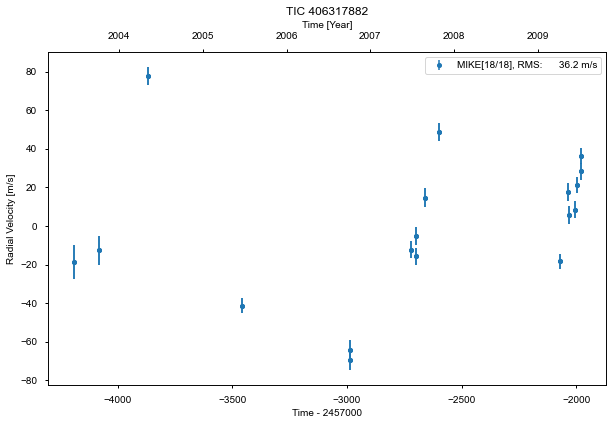 TIC 406317882
Time [Year]
2004 2005 2006 2007 2008 2009
MIKE[18/18], RMS: 36.2 m/s
80
60
40
20
0
−20
−40
−60
−80
Radial Velocity [m/s]
−4000 −3500 −3000 −2500 −2000
Time - 2457000